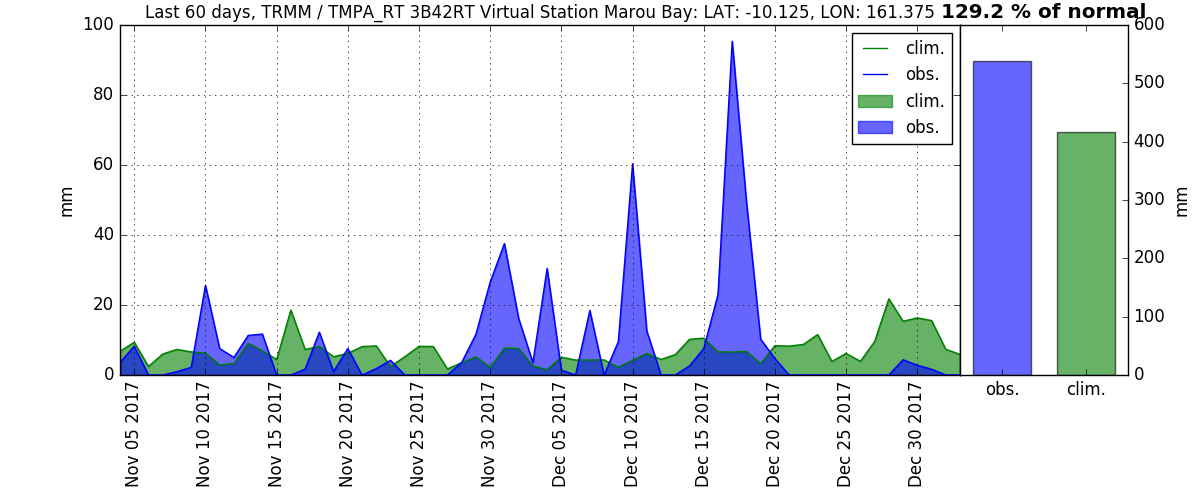 Last 60 days, TRMM / TMPA_RT 3B42RT Virtual Station Marou Bay: LAT: -10.125, LON: 161.375 129.2 % of normal
100
80
60
40
20
0
mm
clim.
obs.
clim.
obs.
600
500
400
300
200
100
0
mm
Nov 05 2017
Nov 10 2017
Nov 15 2017
Nov 20 2017
Nov 25 2017
Nov 30 2017
Dec 05 2017
Dec 10 2017
Dec 15 2017
Dec 20 2017
Dec 25 2017
Dec 30 2017
obs.
clim.